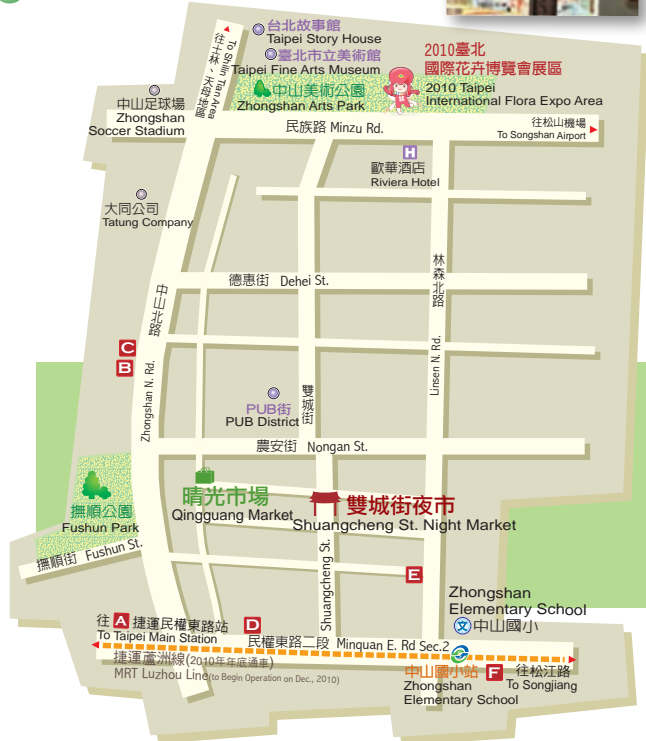 台北故事館
Taipei Story House
臺北市立美術館
Taipei Fine Arts Museum
往士林、天母地區
To Shilin Tian Area
2010臺北
國際花卉博覽會展區
2010 Taipei
International Flora Expo Area
中山美術公園
Zhongshan Arts Park
中山足球場
Zhongshan
Soccer Stadium
民族路 Minzu Rd.
往松山機場
To Songshan Airport
H
歐華酒店
Riviera Hotel
大同公司
Tatung Company
德惠街 Dehei St.
中山北路
Zhongshan N. Rd.
林森北路
Linsen N. Rd.
C
B
PUB街
PUB District
雙城街
農安街 Nongan St.
晴光市場
Qingguang Market
雙城街夜市
Shuangcheng St. Night Market
撫順公園
Fushun Park
撫順街 Fushun St.
Shuangcheng St.
E
Zhongshan
Elementary School
文 中山國小
往 A 捷運民權東路站
To Taipei Main Station
D
民權東路二段 Minquan E. Rd Sec.2
捷運蘆洲線(2010年年底通車)
MRT Luzhou Line(to Begin Operation on Dec., 2010)
中山國小站 F
Zhongshan
Elementary School
往松江路
To Songjiang